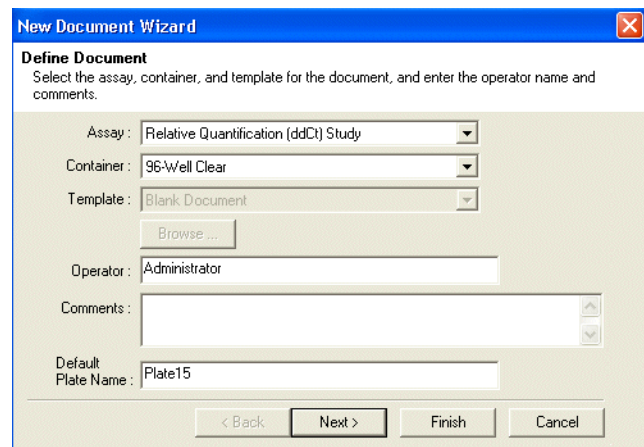 New Document Wizard
Define Document
Select the assay, container, and template for the document, and enter the operator name and
comments.
Assay : Relative Quantification (ddCt) Study
Container : 96-Well Clear
Template : Blank Document
Browse ...
Operator : Administrator
Comments :
Default
Plate Name : Plate15
< Back Next > Finish Cancel